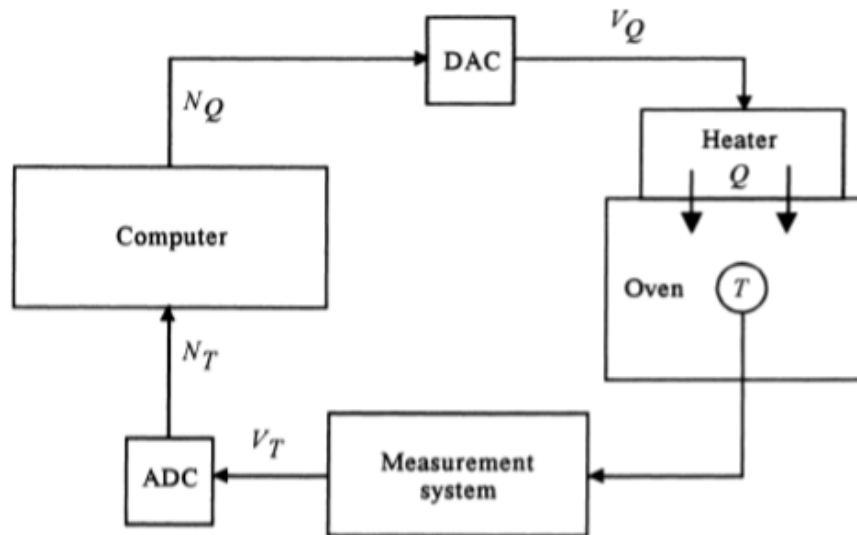 V_Q
DAC
N_Q
Heater
Q
Computer
Oven
T
N_T
V_T
Measurement
system
ADC